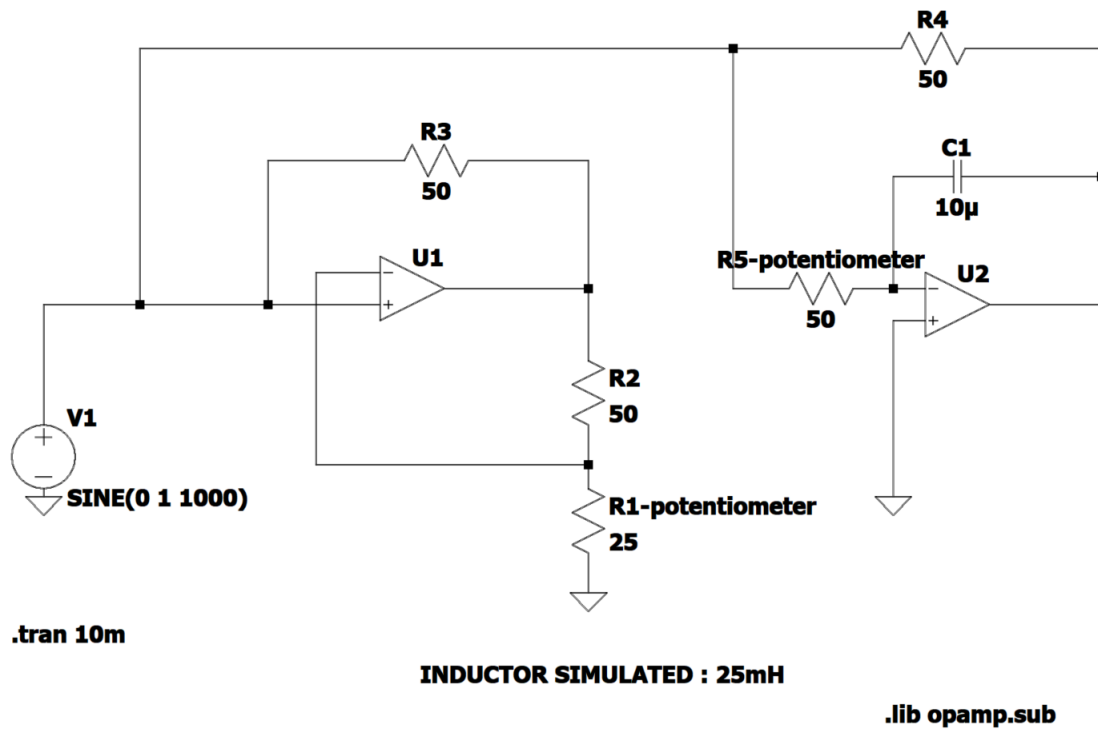 R4
50
R3
50
C1
10µ
U1
R5-potentiometer
50
U2
R2
50
V1
SINE(0 1 1000)
R1-potentiometer
25
.tran 10m
INDUCTOR SIMULATED : 25mH
.lib opamp.sub